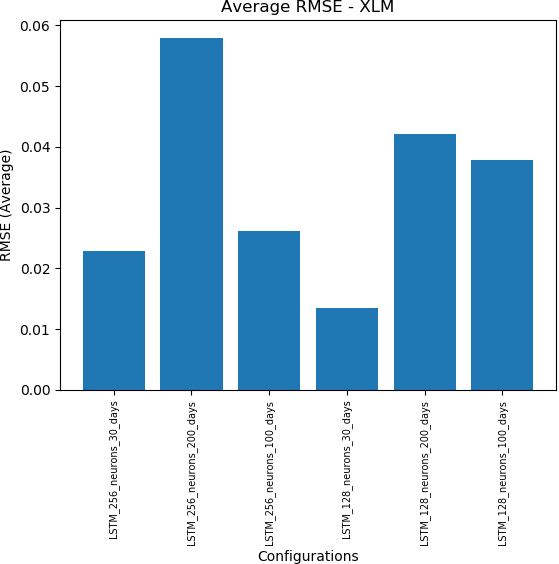 Average RMSE - XLM
RMSE (Average)
0.06
0.05
0.04
0.03
0.02
0.01
0.00
LSTM_256_neurons_30_days
LSTM_256_neurons_200_days
LSTM_256_neurons_100_days
LSTM_128_neurons_30_days
LSTM_128_neurons_200_days
LSTM_128_neurons_100_days
Configurations